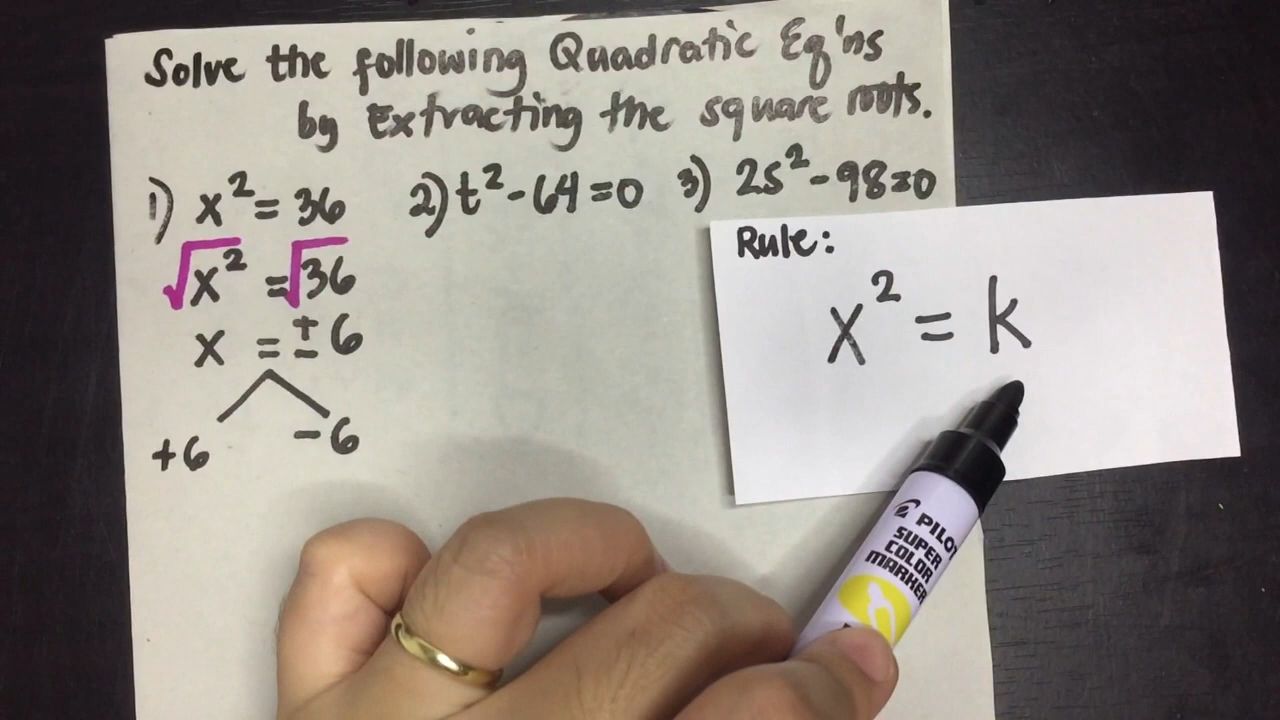 Solve the following Quadratic Eq'ns
by Extracting the square roots.
1) x² = 36
2) t² - 64 = 0
3) 2s² - 98 = 0
√x² = √36
x = ± 6
+6
-6
Rule:
x² = k
PILOT
SUPER
COLOR
MARKER